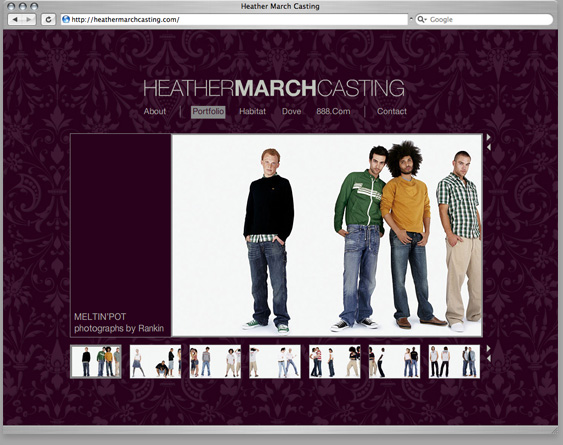 Heather March Casting
http://heathermarchcasting.com/
Google
HEATHERMARCHCASTING
About | Portfolio Habitat Dove 888.Com | Contact
MELTIN'POT
photographs by Rankin